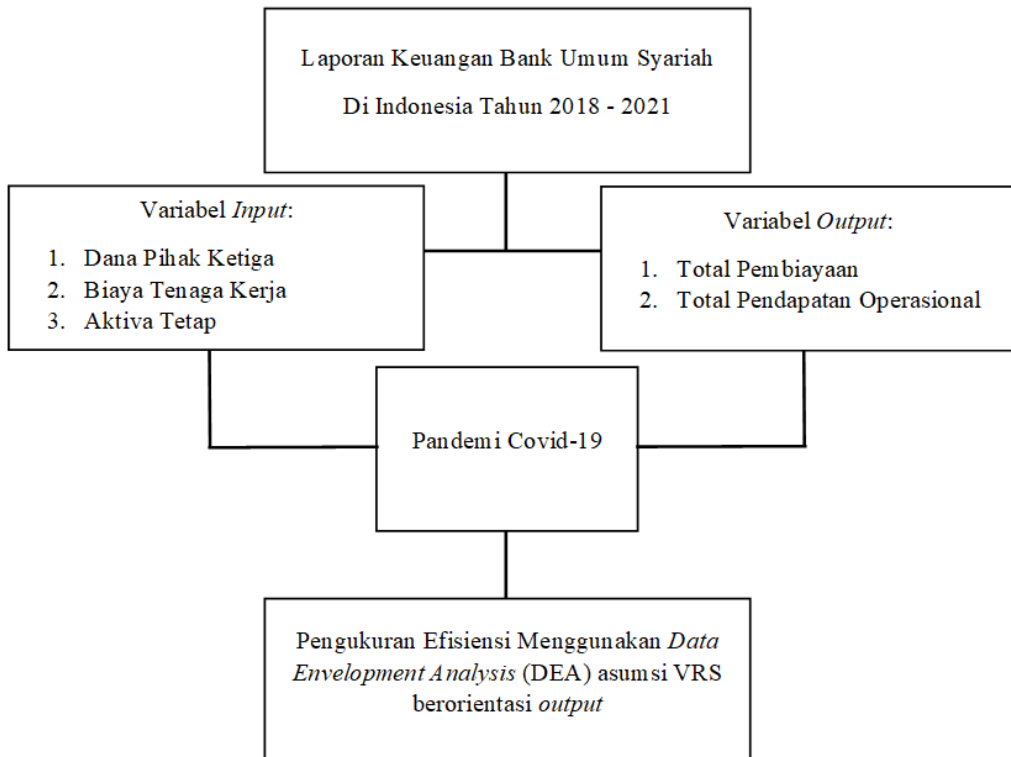 Laporan Keuangan Bank Umum Syariah
Di Indonesia Tahun 2018 - 2021
Variabel Input:
1. Dana Pihak Ketiga
2. Biaya Tenaga Kerja
3. Aktiva Tetap
Variabel Output:
1. Total Pembiayaan
2. Total Pendapatan Operasional
Pandemi Covid-19
Pengukuran Efisiensi Menggunakan Data
Envelopment Analysis (DEA) asumsi VRS
berorientasi output